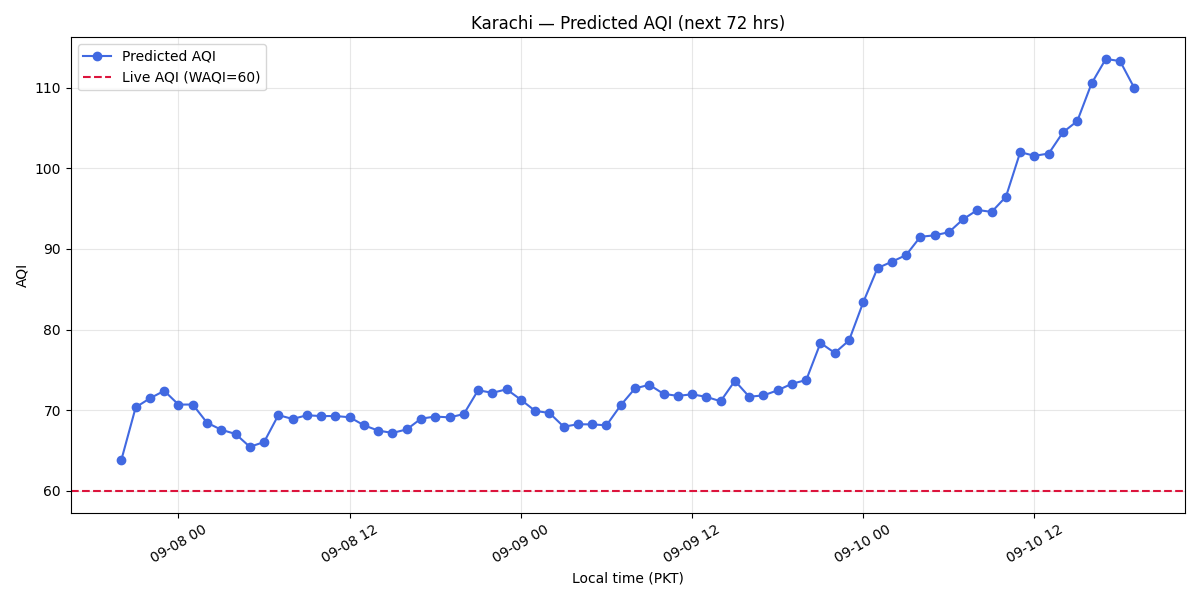 Karachi — Predicted AQI (next 72 hrs)
Predicted AQI
Live AQI (WAQI=60)
AQI
110
100
90
80
70
60
09-08 00
09-08 12
09-09 00
09-09 12
09-10 00
09-10 12
Local time (PKT)